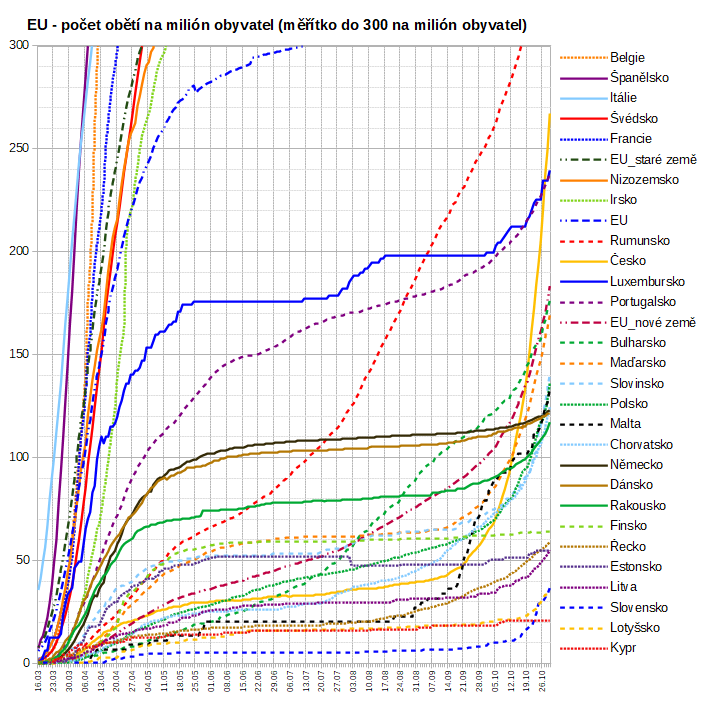 EU - počet obětí na milión obyvatel (měřítko do 300 na milión obyvatel)
300
250
200
150
100
50
0
Belgie
Španělsko
Itálie
Švédsko
Francie
EU_staré země
Nizozemsko
Irsko
EU
Rumunsko
Česko
Luxembursko
Portugalsko
EU_nové země
Bulharsko
Maďarsko
Slovinsko
Polsko
Malta
Chorvatsko
Německo
Dánsko
Rakousko
Finsko
Řecko
Estonsko
Litva
Slovensko
Lotyšsko
Kypr
16.03
23.03
30.03
06.04
13.04
20.04
27.04
04.05
11.05
18.05
25.05
01.06
08.06
15.06
22.06
29.06
06.07
13.07
20.07
27.07
03.08
10.08
17.08
24.08
31.08
07.09
14.09
21.09
28.09
05.10
12.10
19.10
26.10